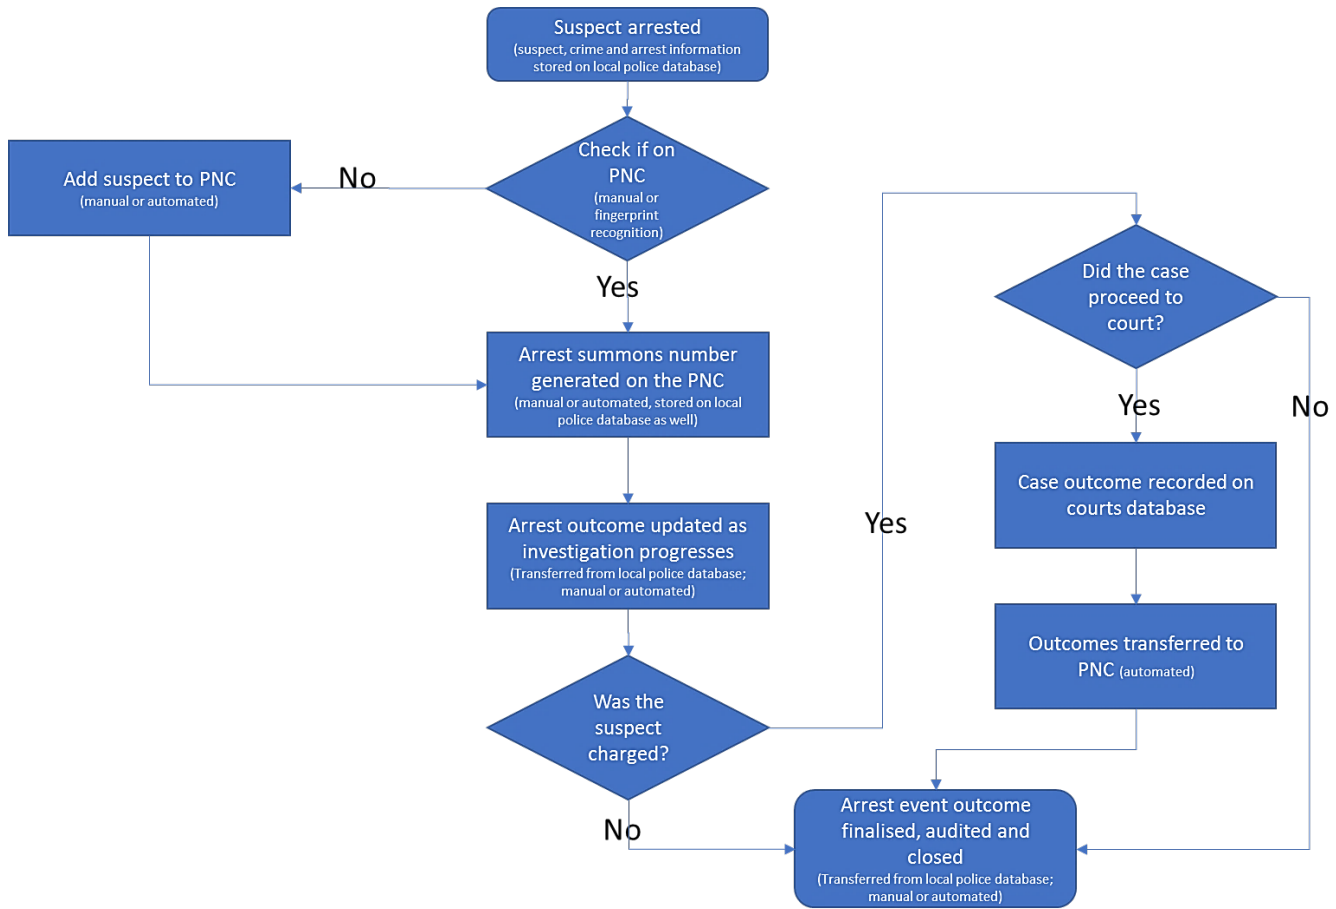 Suspect arrested
(suspect, crime and arrest information
stored on local police database)
Check if on
PNC
(manual or
fingerprint
recognition)
No
Add suspect to PNC
(manual or automated)
Yes
Arrest summons number
generated on the PNC
(manual or automated, stored on local
police database as well)
Arrest outcome updated as
investigation progresses
(Transferred from local police database;
manual or automated)
Was the
suspect
charged?
No
Yes
Did the case
proceed to
court?
Yes
No
Case outcome recorded on
courts database
Outcomes transferred to
PNC (automated)
Arrest event outcome
finalised, audited and
closed
(Transferred from local police database;
manual or automated)